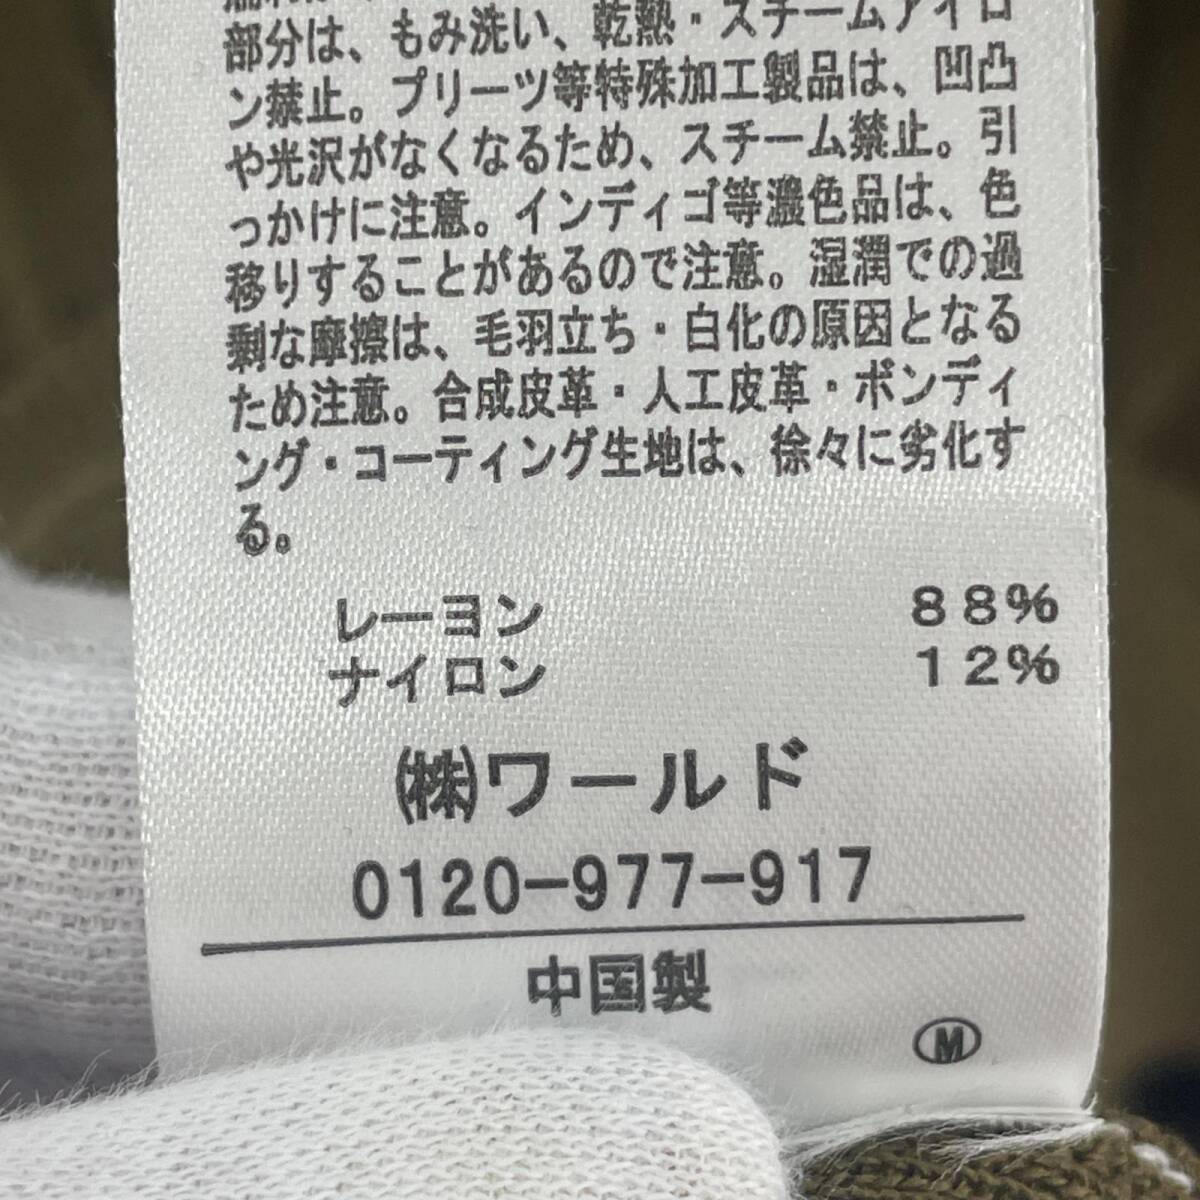 部分は、もみ洗い、乾熱・スチームアイロ
ン禁止。プリーツ等特殊加工製品は、凹凸
や光沢がなくなるため、スチーム禁止。引
っかけに注意。インディゴ等濃色品は、色
移りすることがあるので注意。湿潤での過
剰な摩擦は、毛羽立ち・白化の原因となる
ため注意。合成皮革・人工皮革・ボンディ
ング・コーティング生地は、徐々に劣化す
る。
レーヨン 88%
ナイロン 12%
㈱ワールド
0120-977-917
中国製
Ⓜ